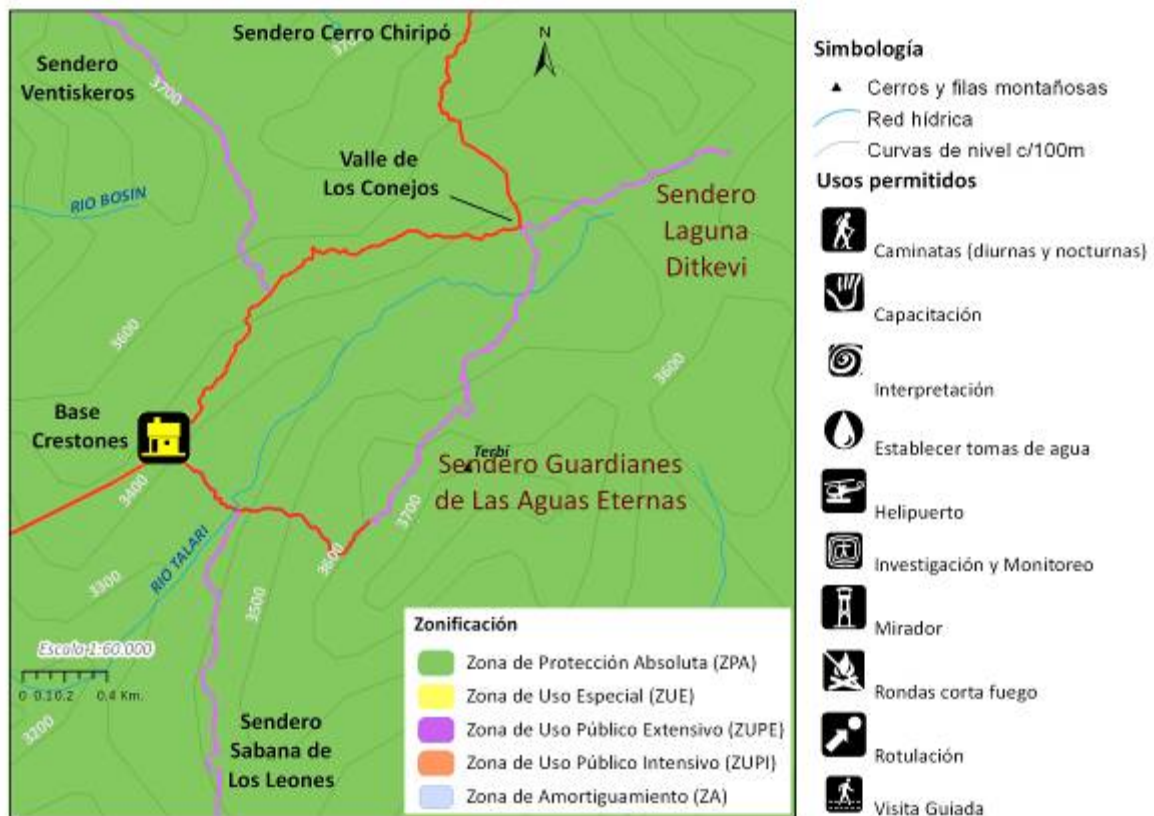 Sendero Cerro Chiripó
3700
N
Sendero
Ventiskeros
3700
Valle de
Los Conejos
RIO BOSIN
Sendero
Laguna
Ditkevi
3600
3600
Base
Crestones
3400
Terbi
Sendero Guardianes
de Las Aguas Eternas
3700
3600
RIO TALARI
3300
3500
Escala 1:60.000
0 0.10.2 0.4 Km.
3200
Sendero
Sabana de
Los Leones
Zonificación
Zona de Protección Absoluta (ZPA)
Zona de Uso Especial (ZUE)
Zona de Uso Público Extensivo (ZUPE)
Zona de Uso Público Intensivo (ZUPI)
Zona de Amortiguamiento (ZA)
Simbología
Cerros y filas montañosas
Red hídrica
Curvas de nivel c/100m
Usos permitidos
Caminatas (diurnas y nocturnas)
Capacitación
Interpretación
Establecer tomas de agua
Helipuerto
Investigación y Monitoreo
Mirador
Rondas corta fuego
Rotulación
Visita Guiada